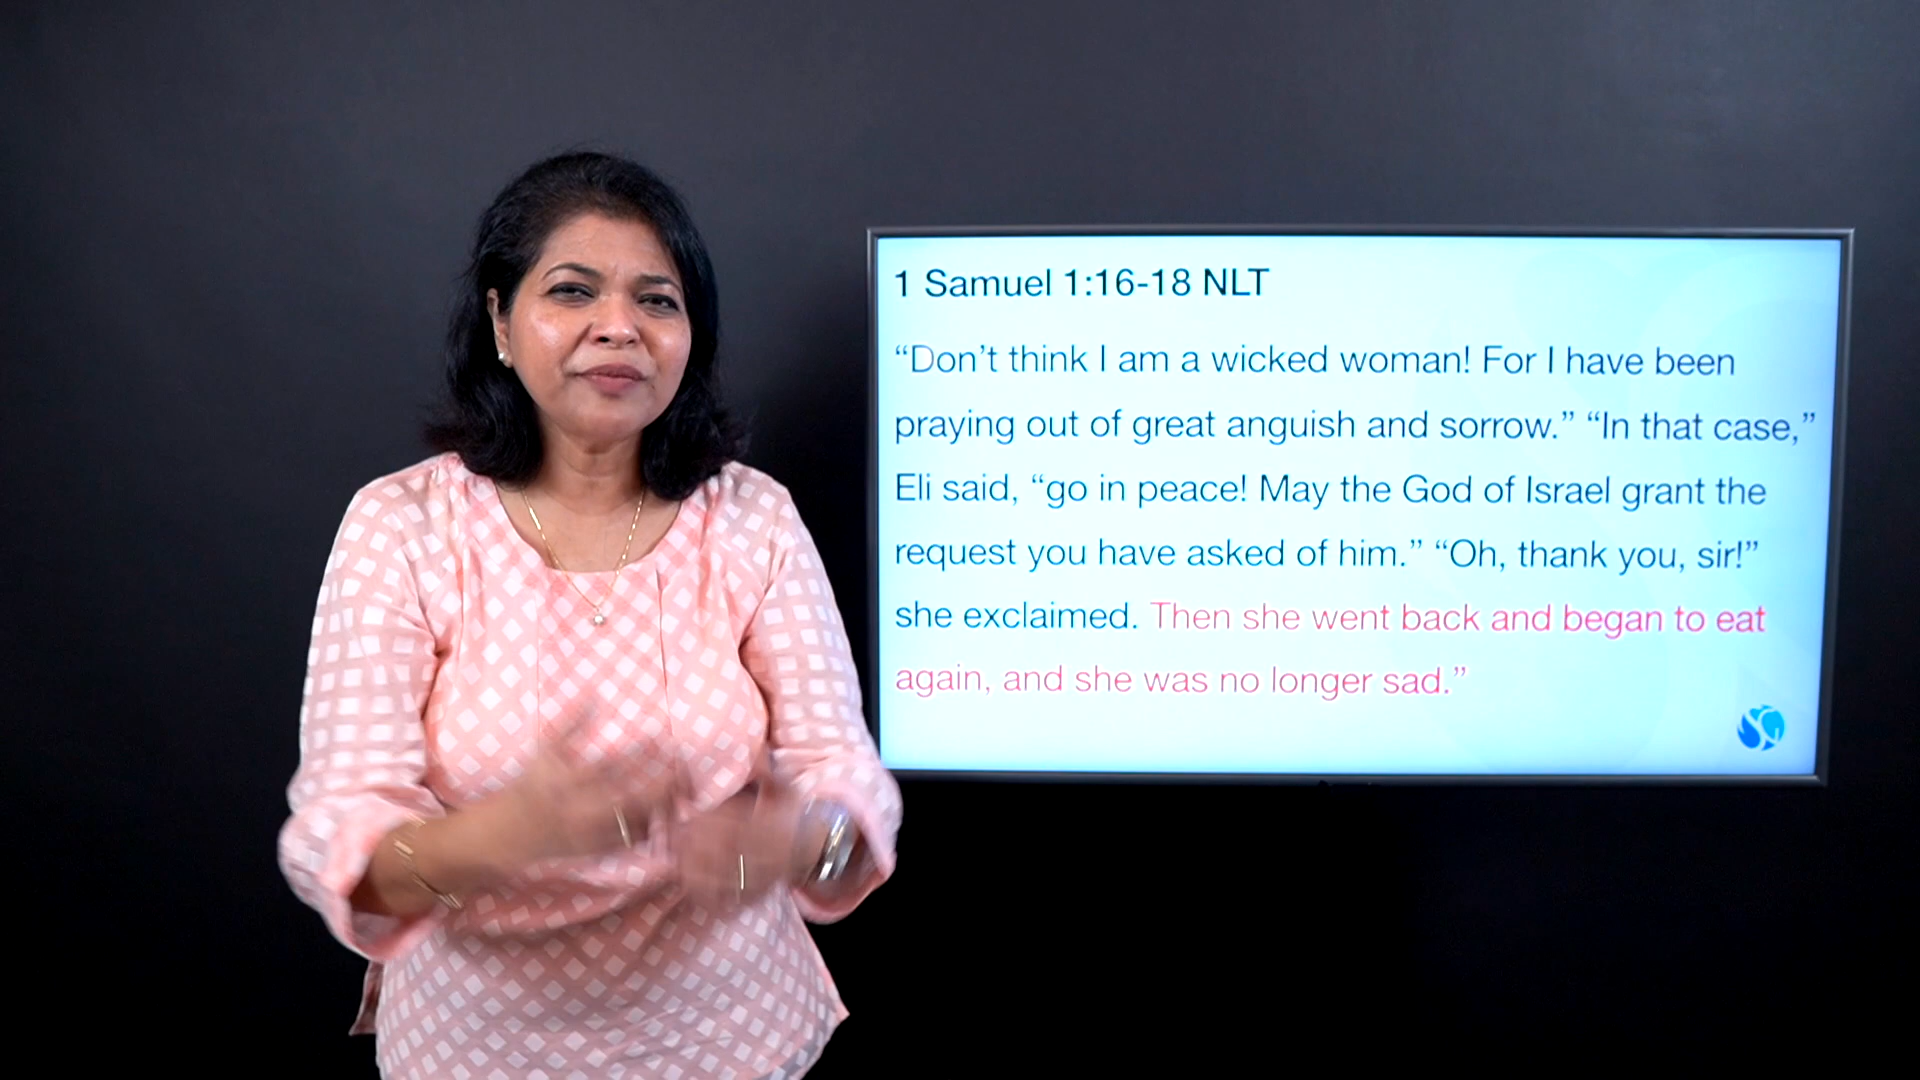 1 Samuel 1:16-18 NLT
“Don’t think I am a wicked woman! For I have been
praying out of great anguish and sorrow.” “In that case,”
Eli said, “go in peace! May the God of Israel grant the
request you have asked of him.” “Oh, thank you, sir!”
she exclaimed. Then she went back and began to eat
again, and she was no longer sad.”